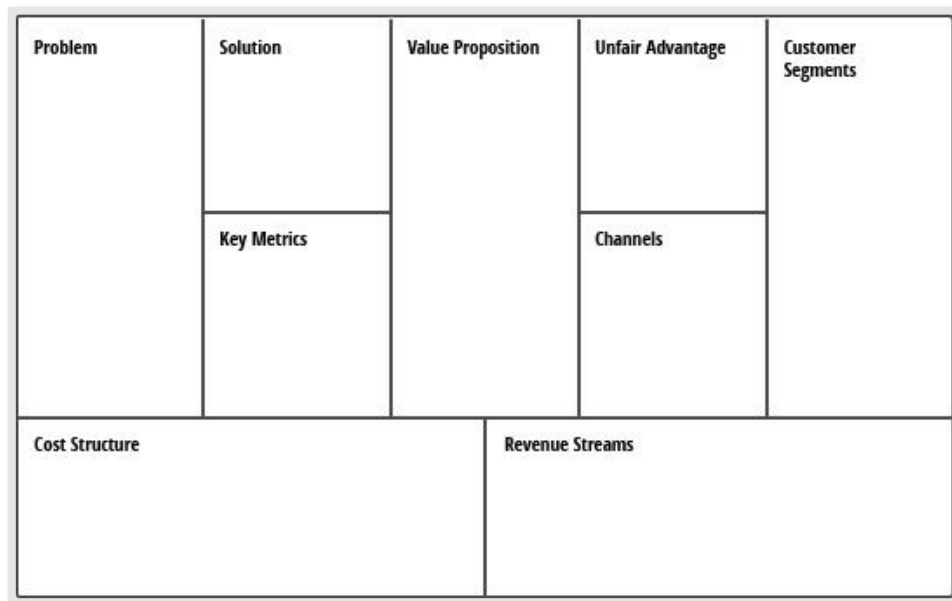 Problem
Solution
Value Proposition
Unfair Advantage
Customer
Segments
Key Metrics
Channels
Cost Structure
Revenue Streams